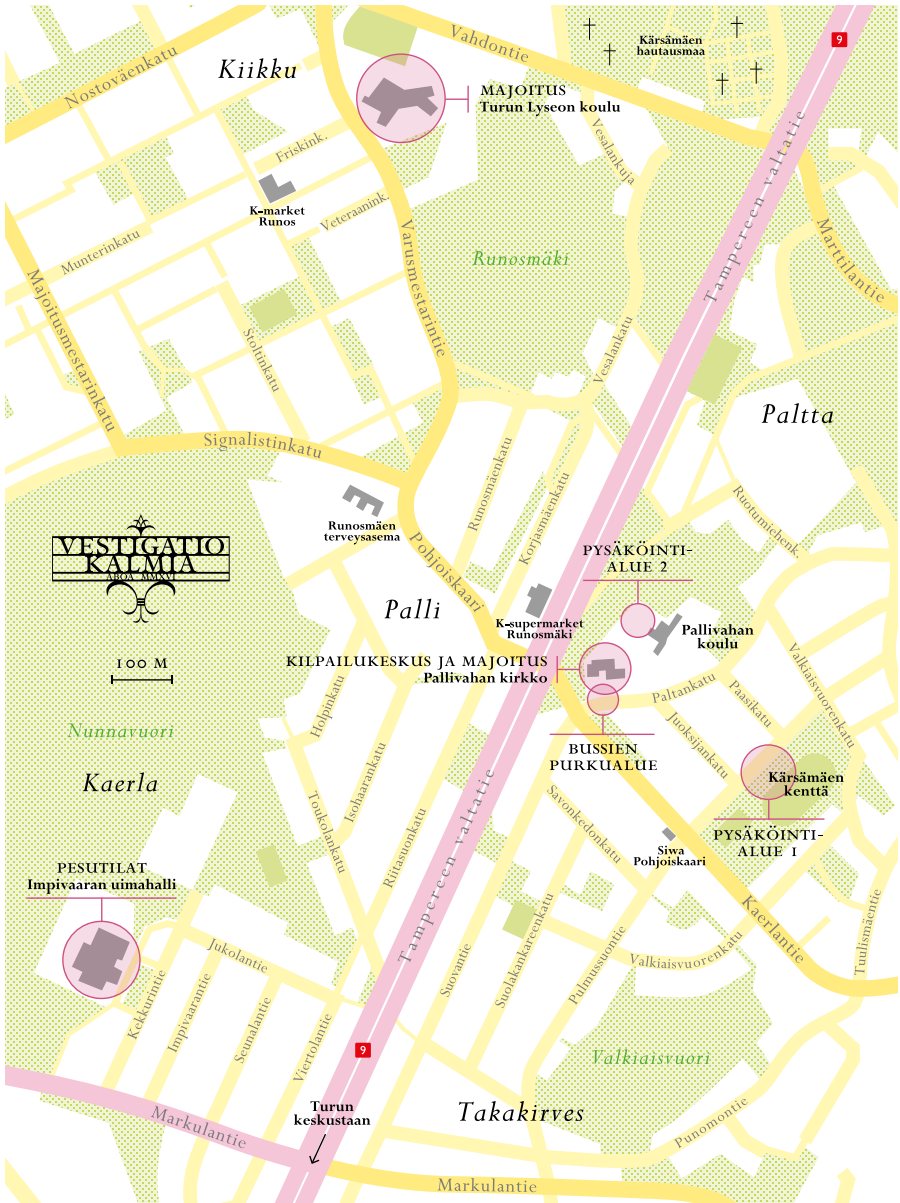 Nostoväenkatu
Kiikku
Vahdontie
Kärsämäen
hautausmaa
9
MAJOITUS
Turun Lyseon koulu
Vesalankuja
Friskink.
K-market
Runos
Veteraanink.
Munterinkatu
Varusmestarintie
Runosmäki
Tampereen valtatie
Marttilantie
Majoitusmestarinkatu
Stoltinkatu
Vesalankatu
Paltta
Signalistinkatu
Runosmäenkatu
Korjasmäenkatu
Ruotumiehenk.
Runosmäen
terveysasema
Pohjoiskaari
VESTIGATIO
KALMIA
ABOA MMXVI
PYSÄKÖINTI-
ALUE 2
Palli
K-supermarket
Runosmäki
Pallivahan
koulu
100 M
KILPAILUKESKUS JA MAJOITUS
Pallivahan kirkko
Valkiaisvuorenkatu
Paltankatu
Paasikatu
Holpinkatu
Juoksijankatu
Nunnavuori
BUSSIEN
PURKUALUE
Kaerla
Isohaarankatu
Kärsämäen
kenttä
Toukolankatu
Riitasuonkatu
Tampereen valtatie
Savonkedonkatu
Siwa
Pohjoiskaari
PYSÄKÖINTI-
ALUE 1
PESUTILAT
Impivaaran uimahalli
Kaerlantie
Jukolantie
Suovantie
Suolakankareenkatu
Pulmussuontie
Valkiaisvuorenkatu
Tuulismäentie
Kekkurintie
Impivaarantie
Seunalantie
Viertolantie
9
Valkiaisvuori
Turun
keskustaan
Takakirves
Punomontie
Markulantie
Markulantie